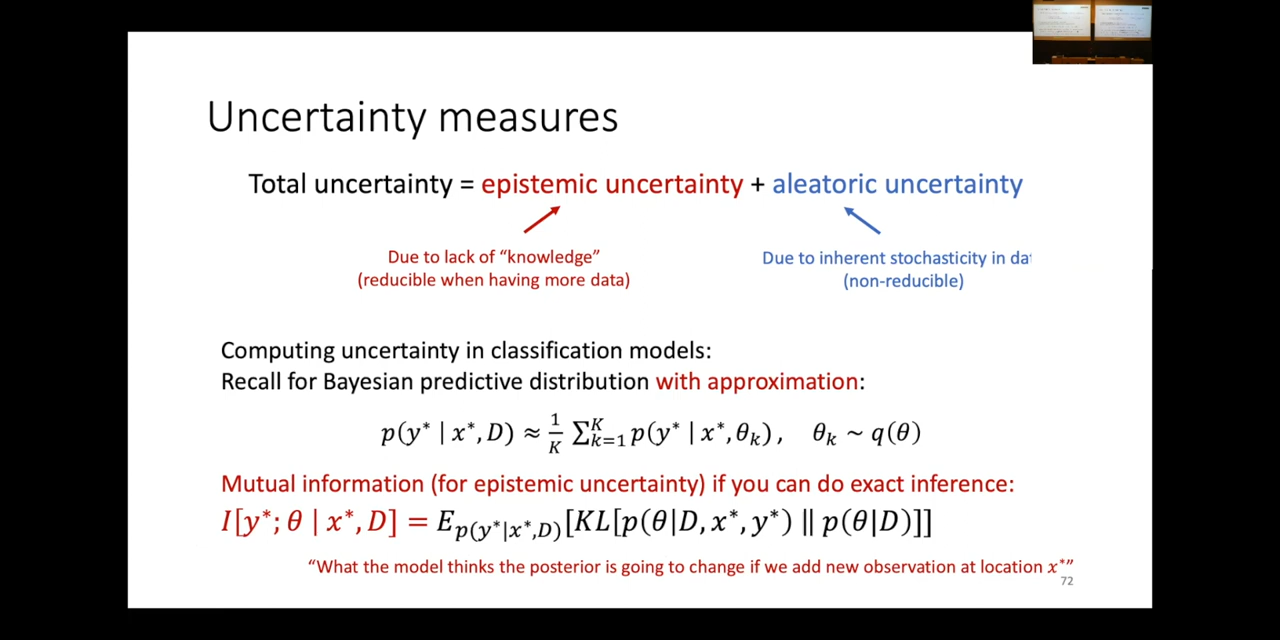 Uncertainty measures
Total uncertainty = epistemic uncertainty + aleatoric uncertainty
Due to lack of “knowledge”
(reducible when having more data)
Due to inherent stochasticity in dat
(non-reducible)
Computing uncertainty in classification models:
Recall for Bayesian predictive distribution with approximation:
p(y* | x*, D) ≈ 1/K Σ_{k=1}^{K} p(y* | x*, θ_k),   θ_k ~ q(θ)
Mutual information (for epistemic uncertainty) if you can do exact inference:
I[y*; θ | x*, D] = E_{p(y*|x*,D)}[KL[p(θ|D, x*, y*) || p(θ|D)]]
“What the model thinks the posterior is going to change if we add new observation at location x*”
72